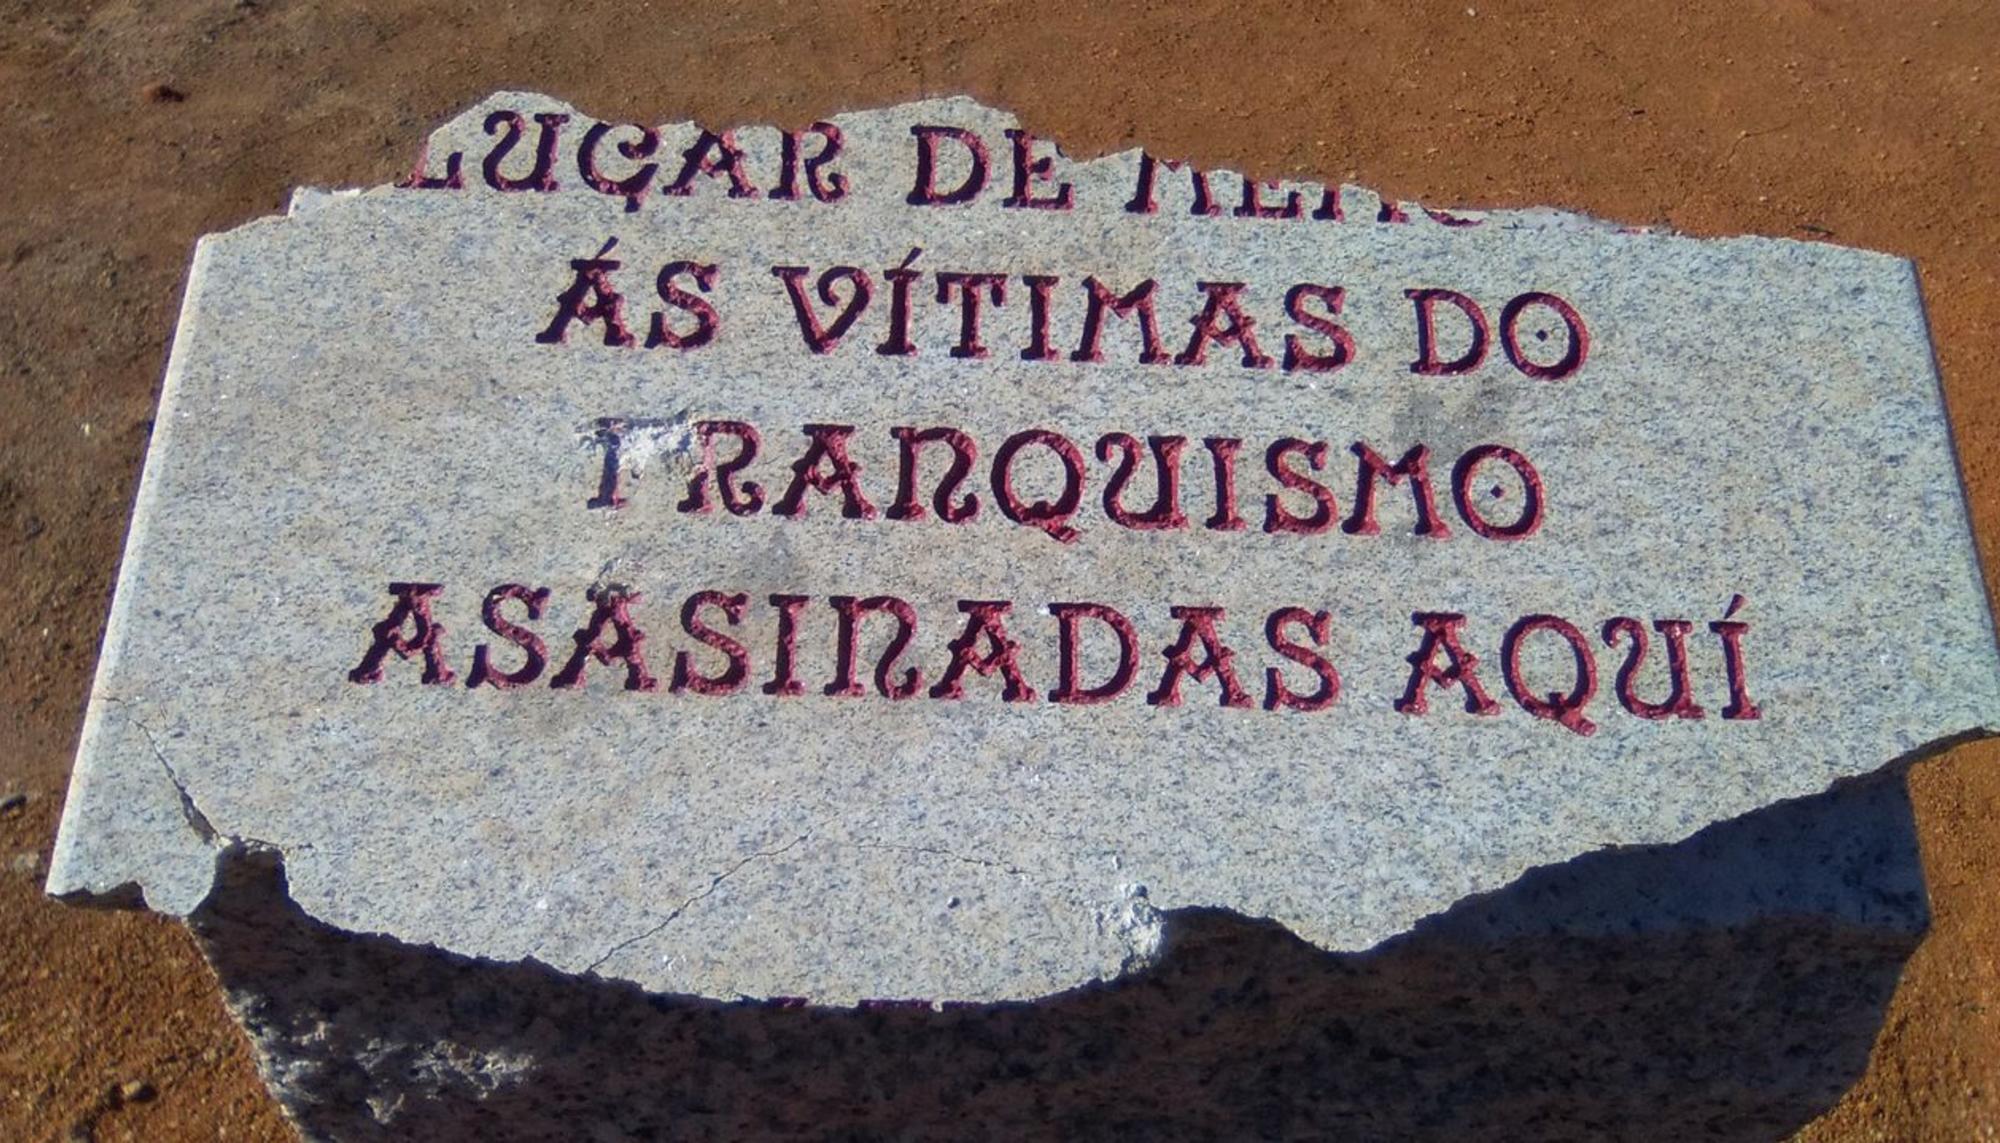 LUGAR DE
ÁS VÍTIMAS DO
FRANQUISMO
ASASINADAS AQUÍ